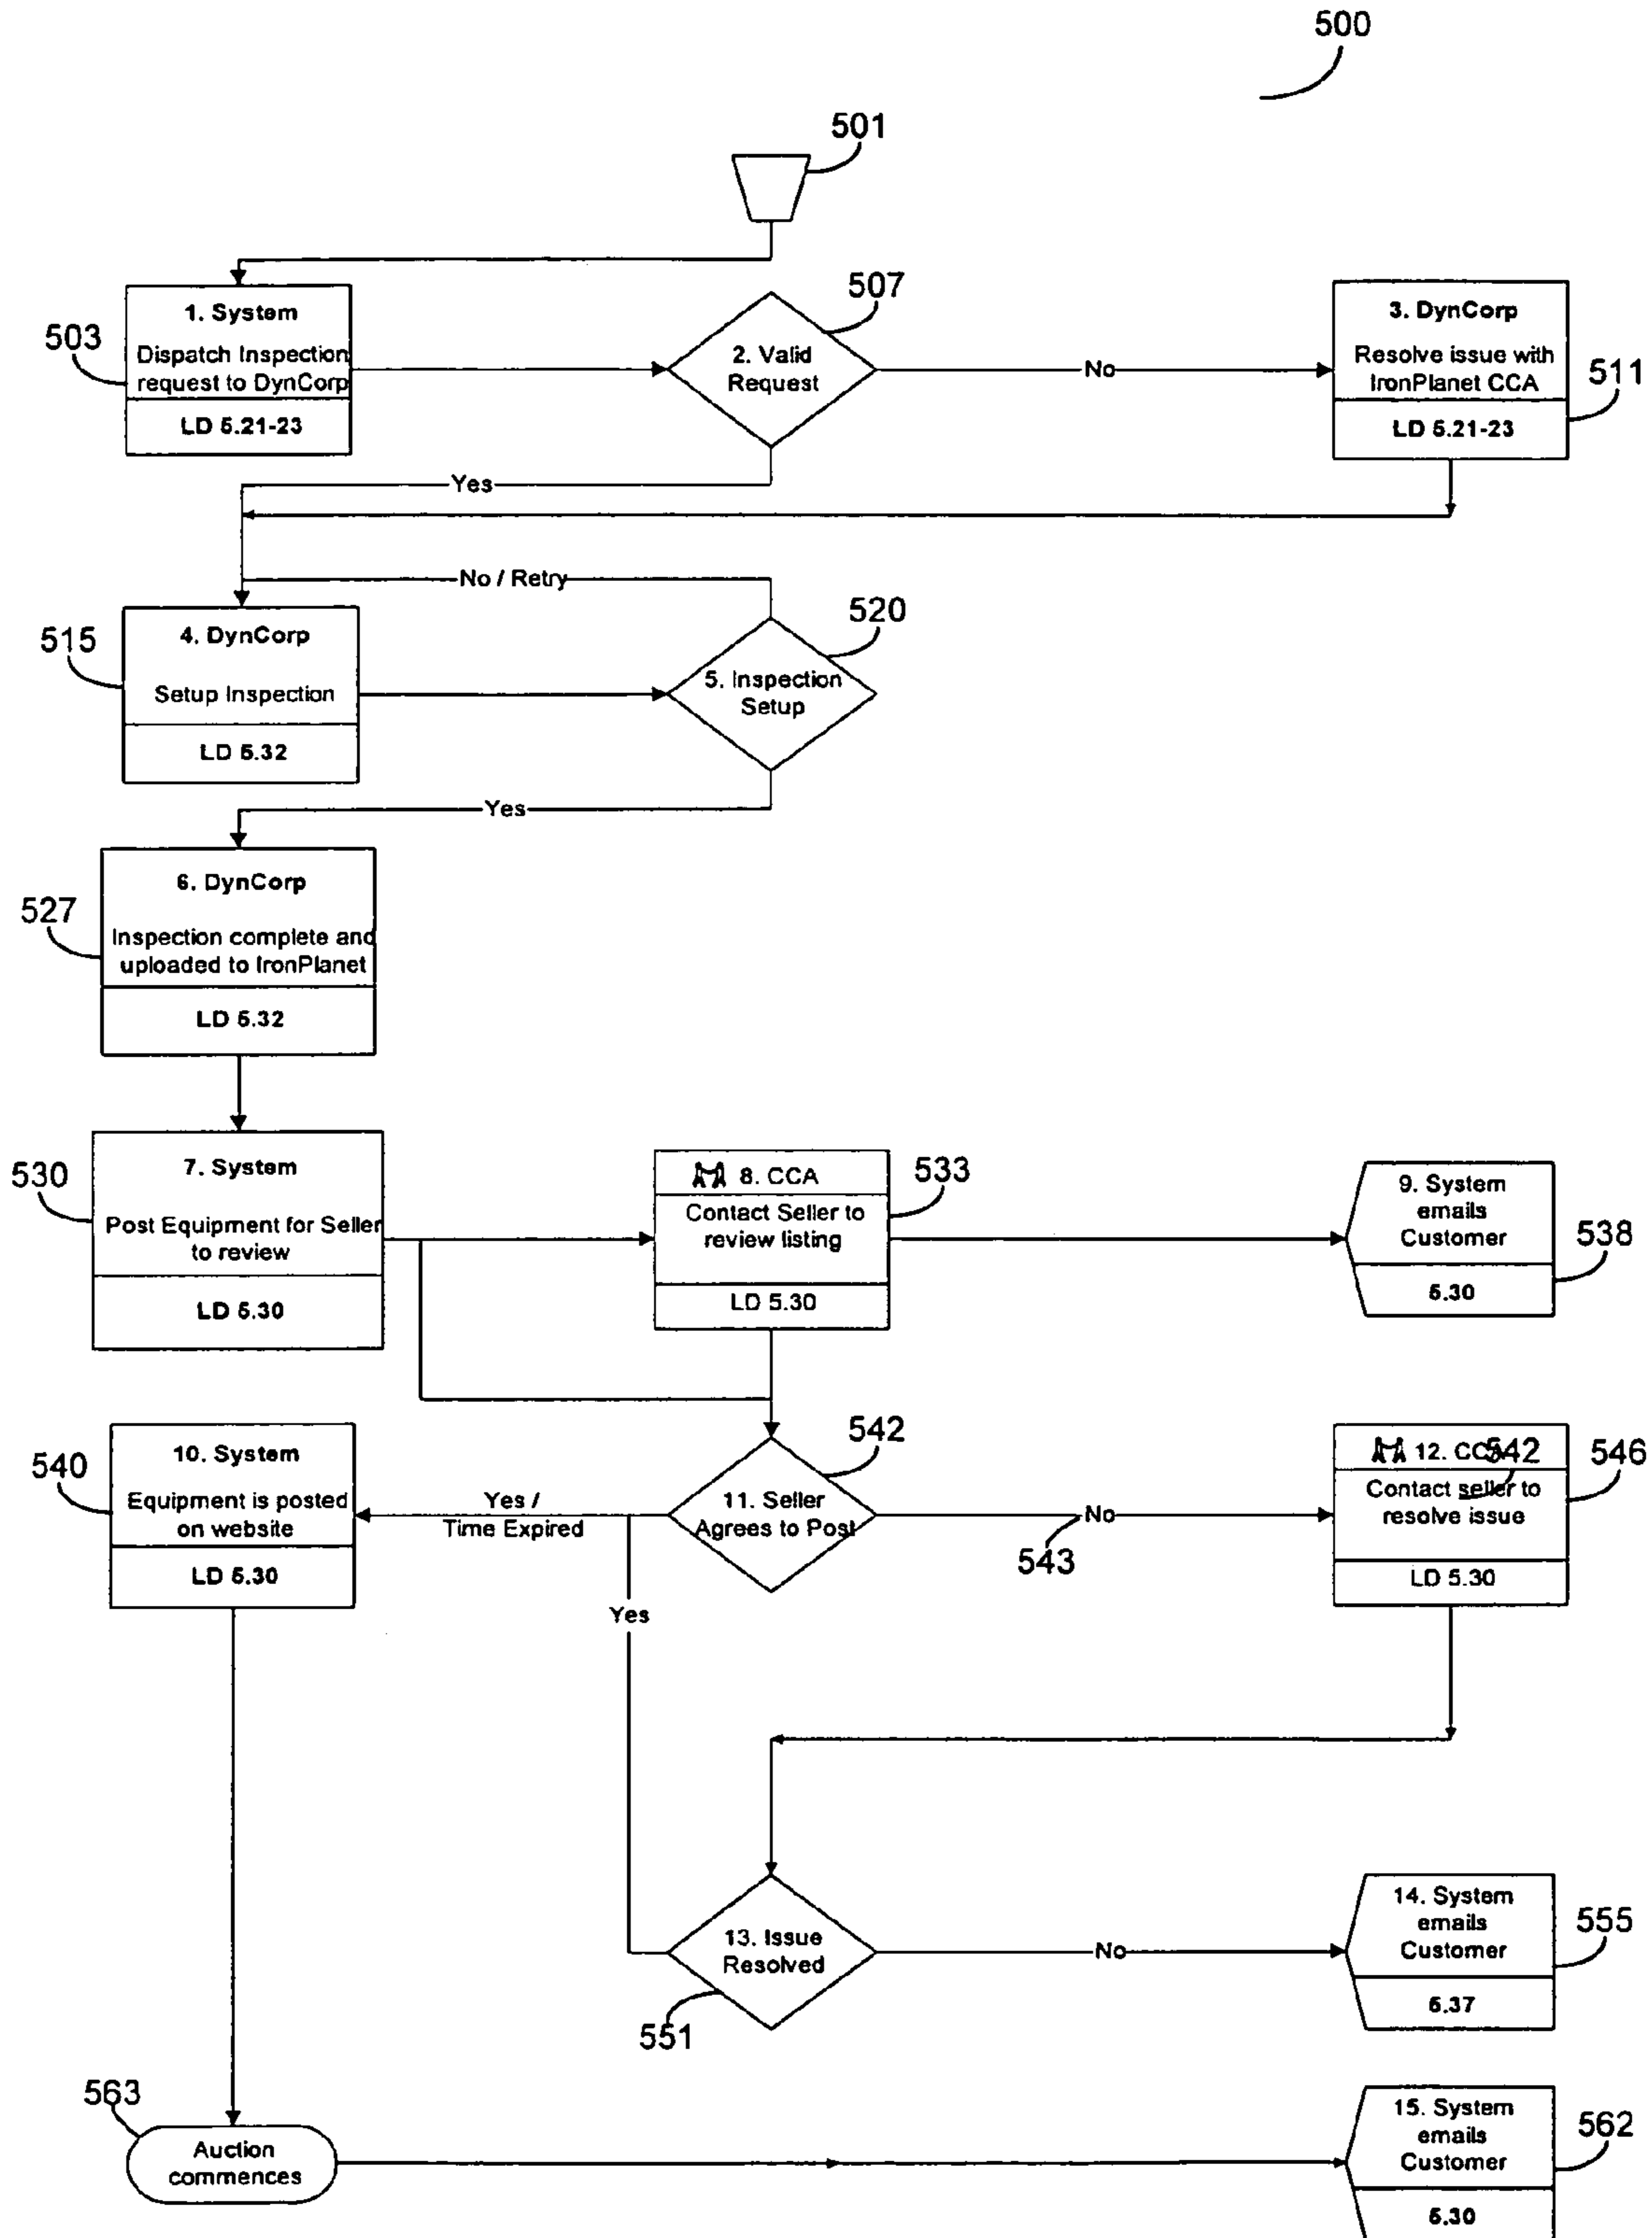 500
501
503
1. System
Dispatch Inspection
request to DynCorp
LD 5.21-23
507
2. Valid
Request
No
3. DynCorp
Resolve issue with
IronPlanet CCA
LD 5.21-23
511
Yes
No / Retry
515
4. DynCorp
Setup Inspection
LD 5.32
520
5. Inspection
Setup
Yes
527
6. DynCorp
Inspection complete and
uploaded to IronPlanet
LD 5.32
530
7. System
Post Equipment for Seller
to review
LD 5.30
8. CCA
Contact Seller to
review listing
LD 5.30
533
9. System
emails
Customer
5.30
538
540
10. System
Equipment is posted
on website
LD 5.30
Yes /
Time Expired
542
11. Seller
Agrees to Post
No
543
12. CCA
542
Contact seller to
resolve issue
LD 5.30
546
Yes
13. Issue
Resolved
551
No
14. System
emails
Customer
5.37
555
563
Auction
commences
15. System
emails
Customer
5.30
562